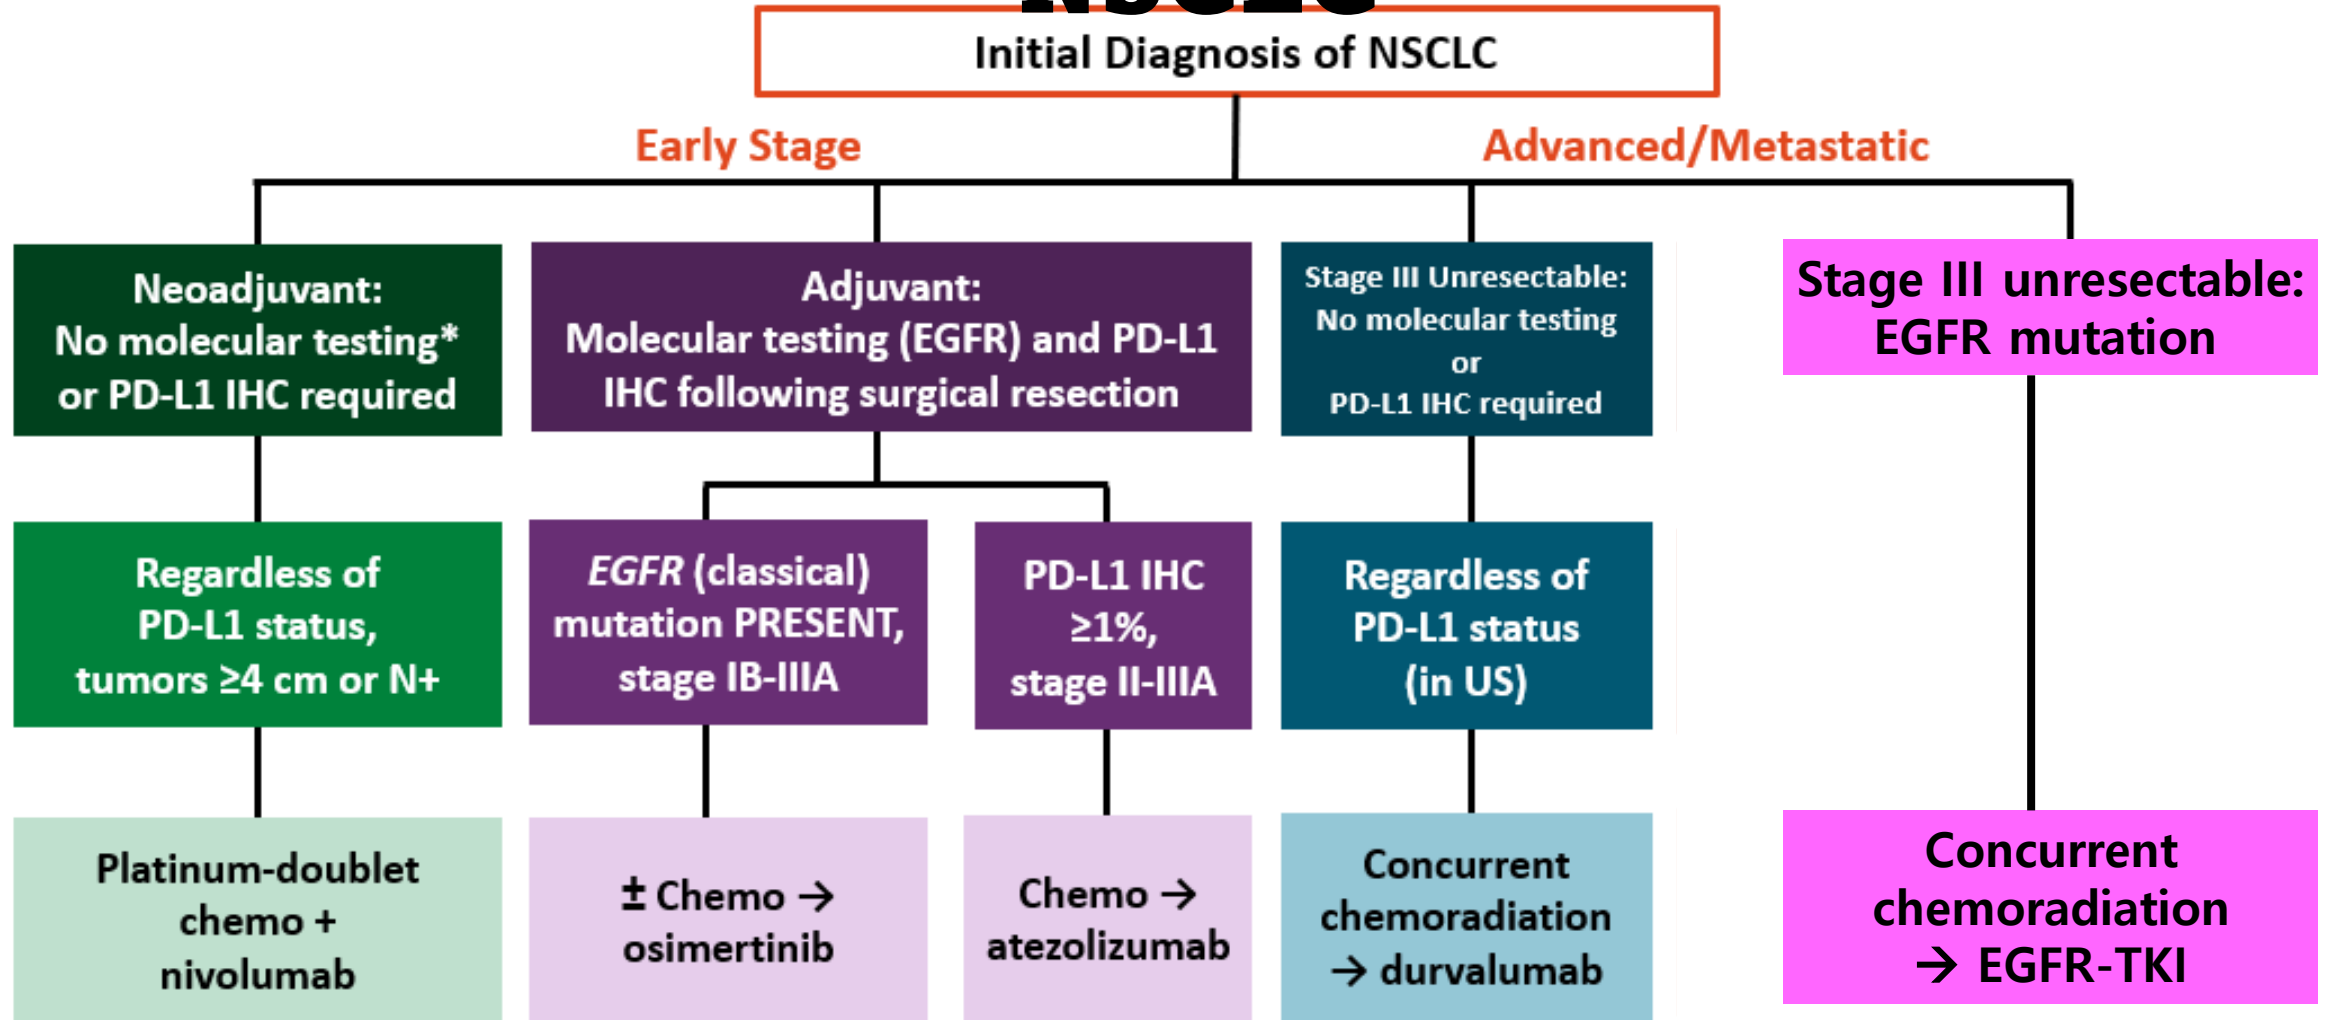 NSCLC
Initial Diagnosis of NSCLC
Early Stage
Advanced/Metastatic
Neoadjuvant:
No molecular testing*
or PD-L1 IHC required
Adjuvant:
Molecular testing (EGFR) and PD-L1
IHC following surgical resection
Stage III Unresectable:
No molecular testing
or
PD-L1 IHC required
Stage III unresectable:
EGFR mutation
Regardless of
PD-L1 status,
tumors ≥4 cm or N+
EGFR (classical)
mutation PRESENT,
stage IB-IIIA
PD-L1 IHC
≥1%,
stage II-IIIA
Regardless of
PD-L1 status
(in US)
Platinum-doublet
chemo +
nivolumab
± Chemo →
osimertinib
Chemo →
atezolizumab
Concurrent
chemoradiation
→ durvalumab
Concurrent
chemoradiation
→ EGFR-TKI